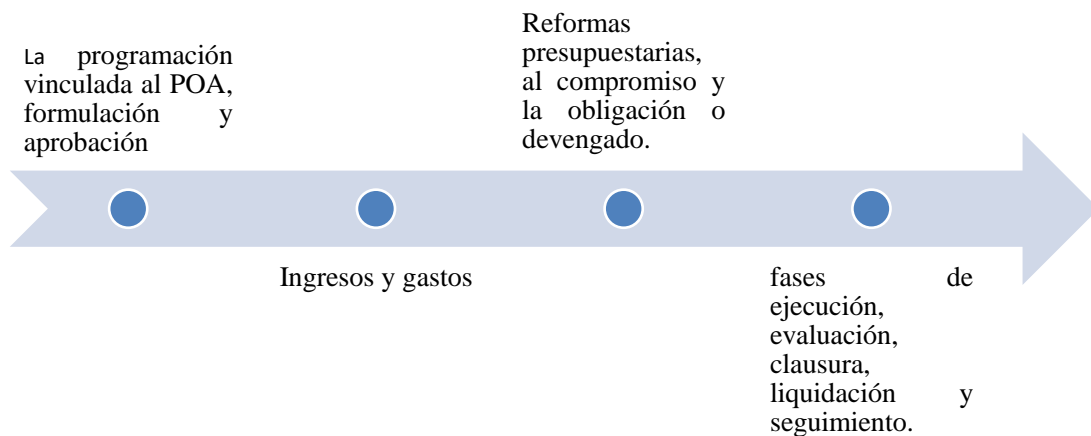 La programación
vinculada al POA,
formulación y
aprobación
Ingresos y gastos
Reformas
presupuestarias,
al compromiso y
la obligación o
devengado.
fases de
ejecución,
evaluación,
clausura,
liquidación y
seguimiento.